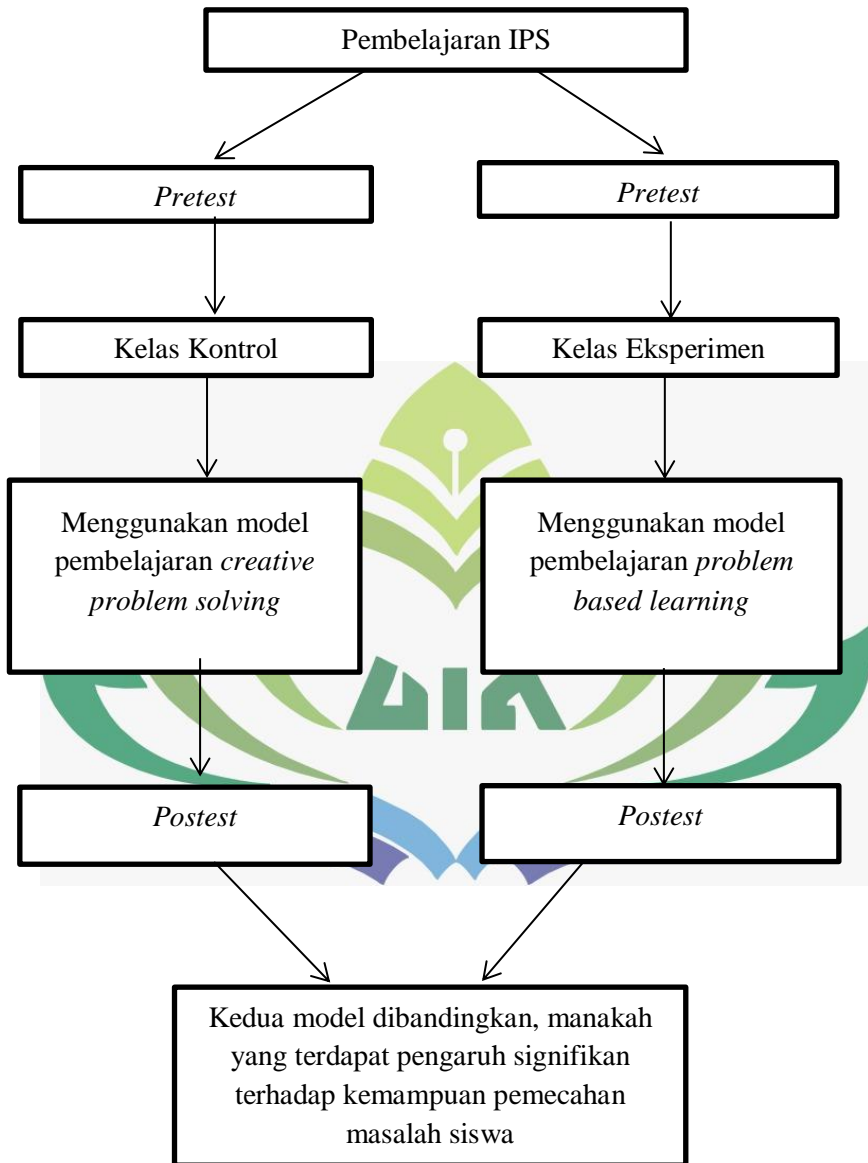 Pembelajaran IPS
Pretest
Pretest
Kelas Kontrol
Kelas Eksperimen
Menggunakan model
pembelajaran creative
problem solving
Menggunakan model
pembelajaran problem
based learning
Postest
Postest
Kedua model dibandingkan, manakah
yang terdapat pengaruh signifikan
terhadap kemampuan pemecahan
masalah siswa